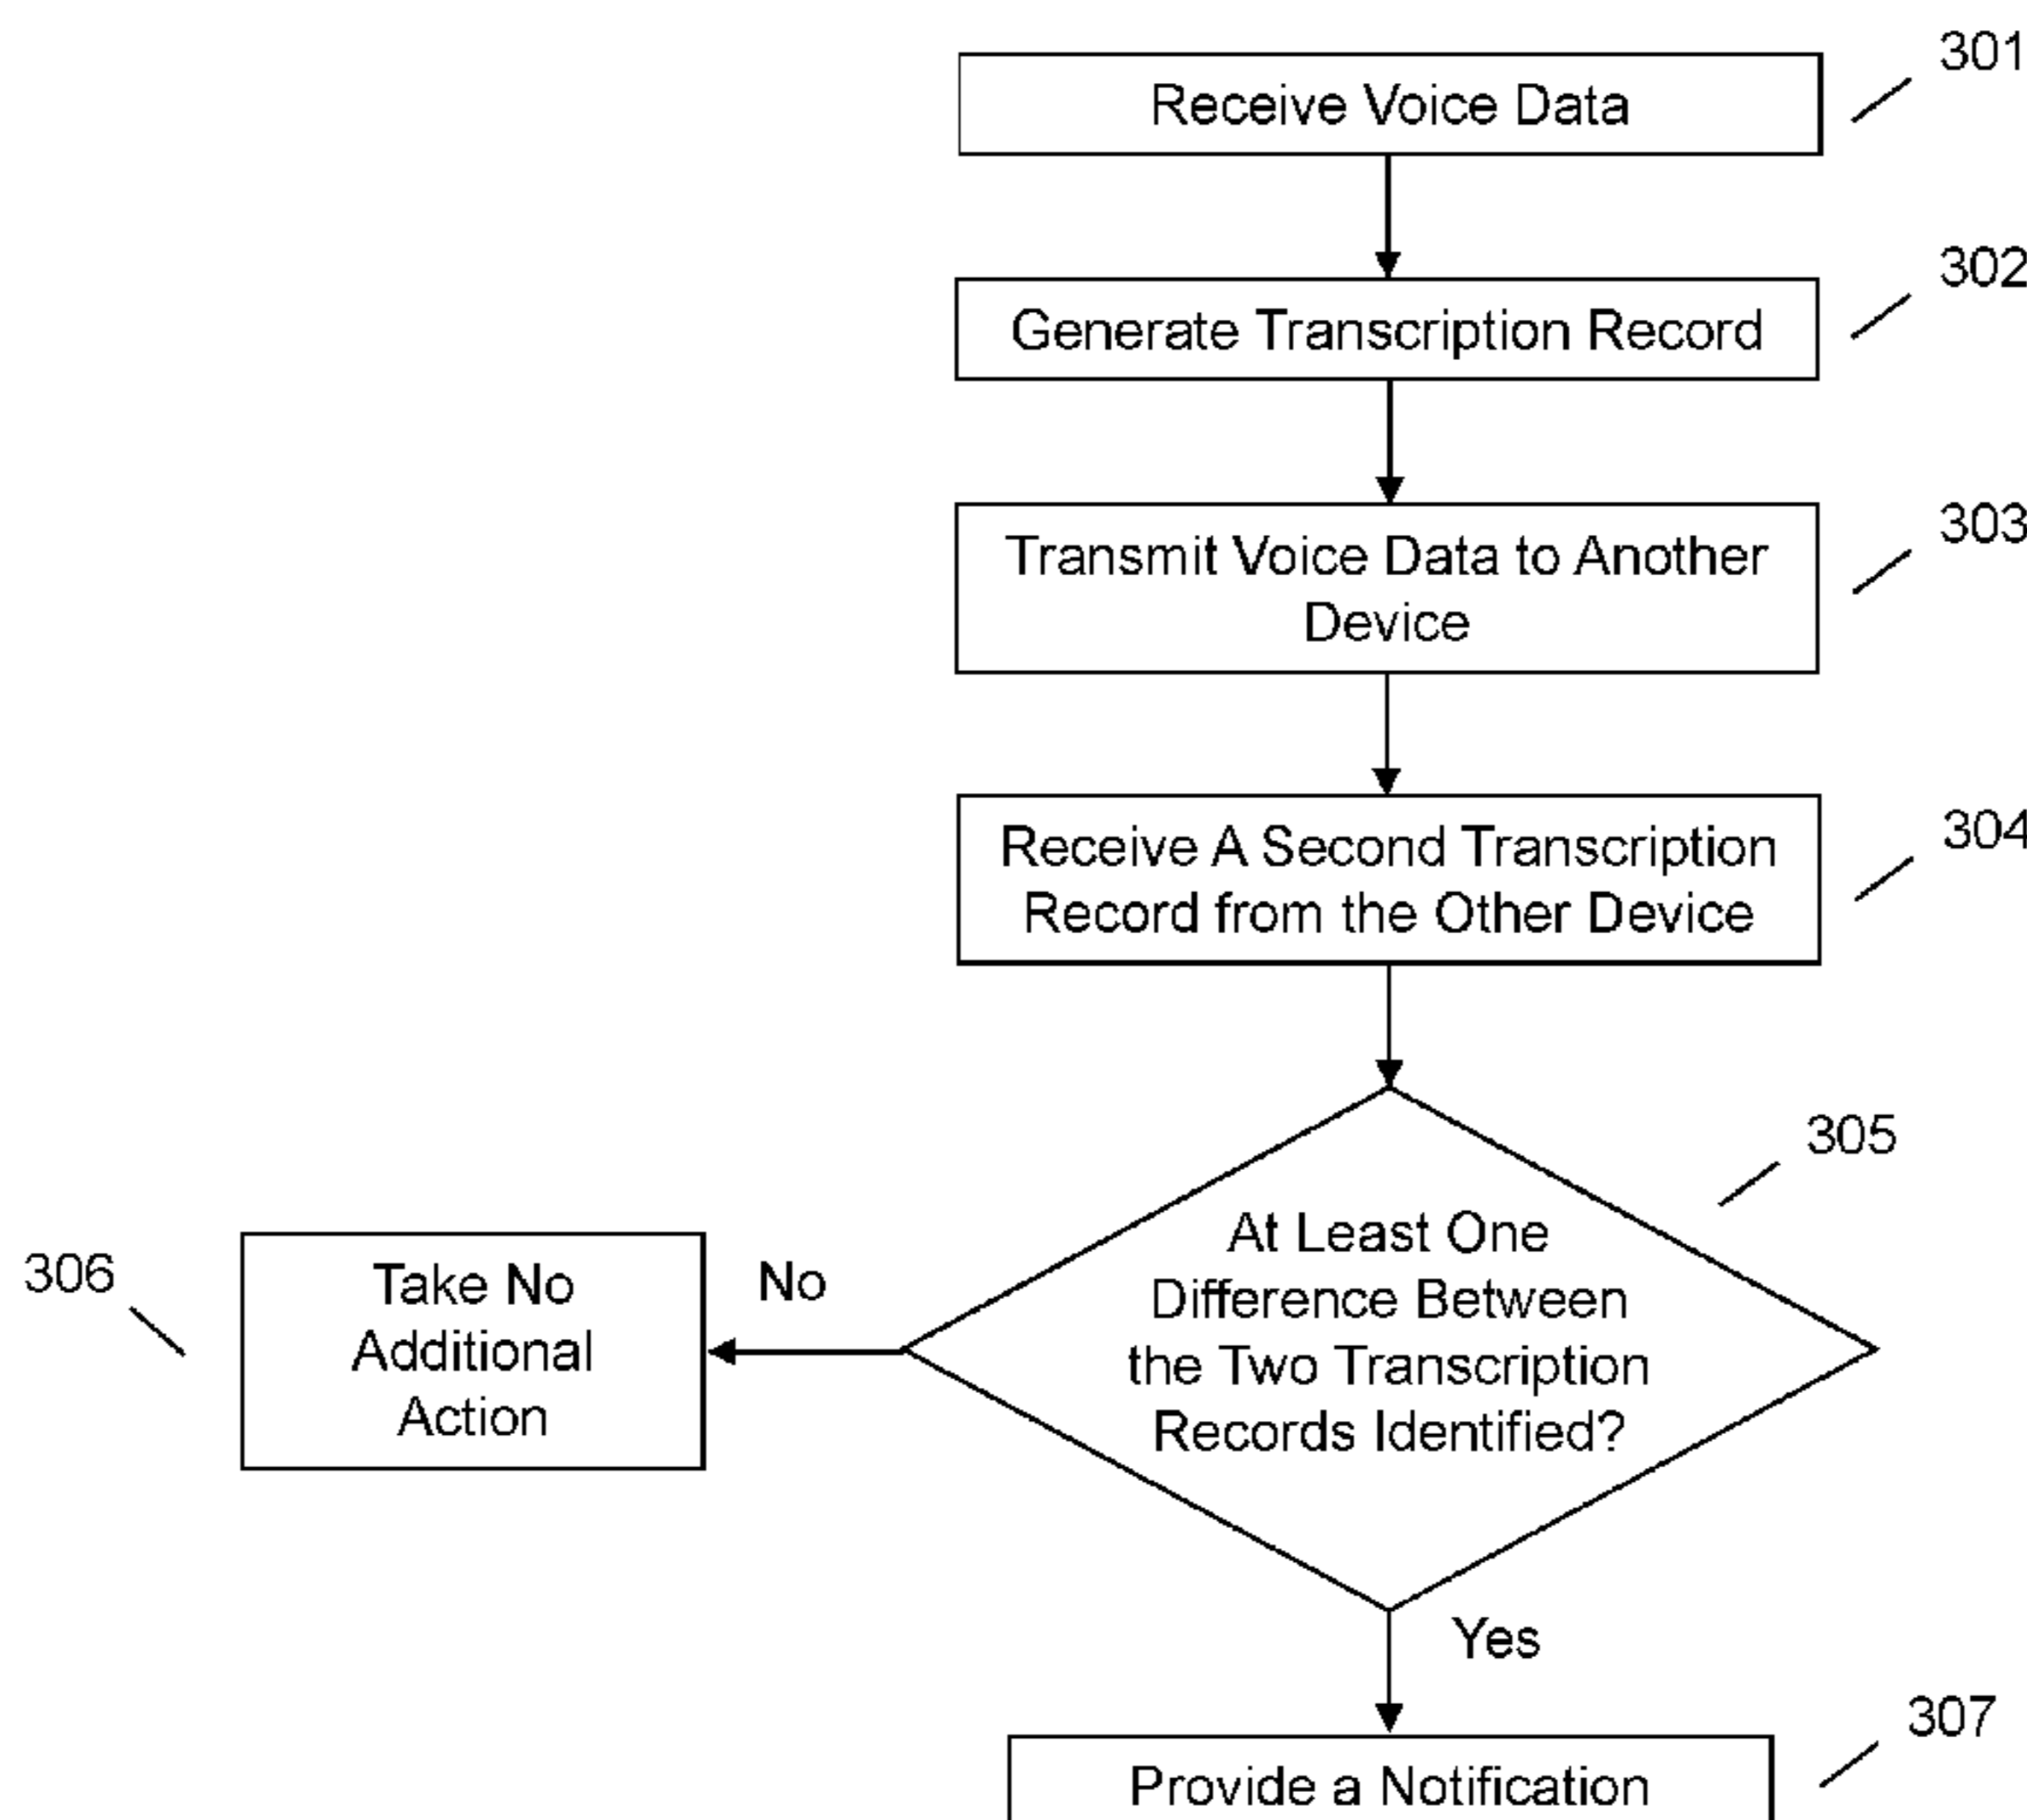 301
Receive Voice Data
302
Generate Transcription Record
303
Transmit Voice Data to Another
Device
304
Receive A Second Transcription
Record from the Other Device
305
At Least One
Difference Between
the Two Transcription
Records Identified?
306
Take No
Additional
Action
No
Yes
307
Provide a Notification